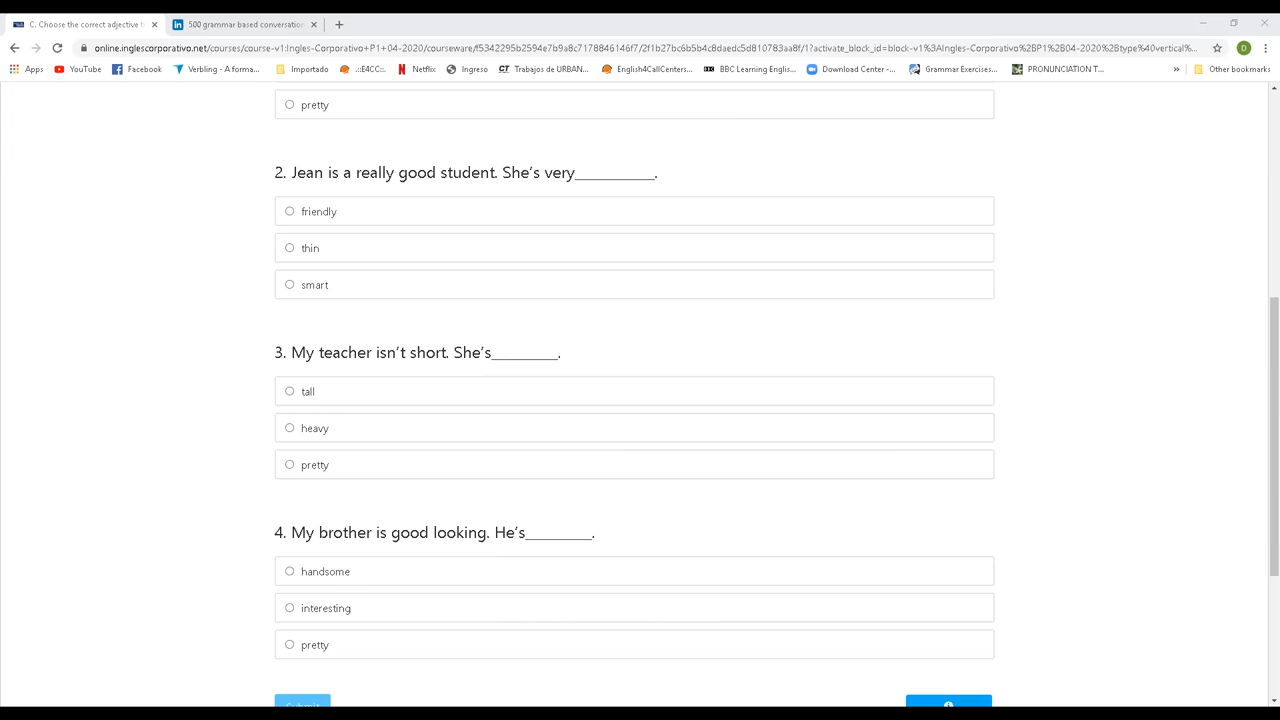 C. Choose the correct adjective t
500 grammar based conversation
online.inglescorporativo.net/courses/course-v1:Ingles-Corporativo+P1+04-2020/courseware/f5342295b2594e7b9a8c7178846146f7/2f1b27bc6b5b4c8daedc5d810783aa8f/1?activate_block_id=block-v1%3AIngles-Corporativo%2BP1%2B04-2020%2Btype%40vertical%...
D
Apps YouTube Facebook Verbling - A forma... Importado .::E4CC::. Netflix Ingreso CT Trabajos de URBAN... English4CallCenters... BBC Learning Englis... Download Center -... Grammar Exercises... PRONUNCIATION T... » Other bookmarks
pretty
2. Jean is a really good student. She's very___________.
friendly
thin
smart
3. My teacher isn't short. She's_________.
tall
heavy
pretty
4. My brother is good looking. He's_________.
handsome
interesting
pretty
Submit